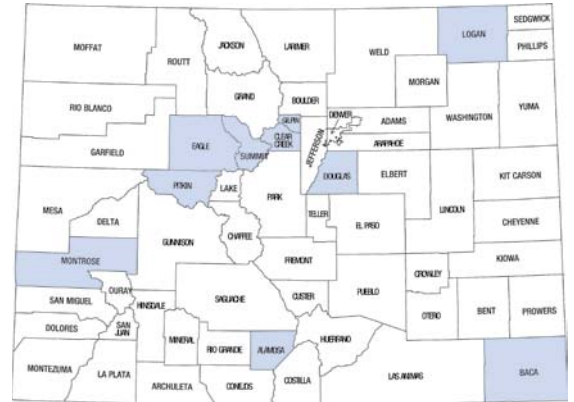 SEDGWICK
JACKSON
LARIMER
LOGAN
MOFFAT
WELD
PHILLIPS
ROUTT
MORGAN
GRAND
BOULDER
WASHINGTON
YUMA
RIO BLANCO
GILPIN
DENVER
ADAMS
EAGLE
CLEAR
CREEK
JEFFERSON
ARAPAHOE
GARFIELD
SUMMIT
DOUGLAS
ELBERT
KIT CARSON
PITKIN
LAKE
PARK
MESA
DELTA
TELLER
LINCOLN
CHEYENNE
GUNNISON
CHAFFEE
EL PASO
MONTROSE
FREMONT
KIOWA
CROWLEY
OURAY
SAN MIGUEL
HINSDALE
SAGUACHE
CUSTER
PUEBLO
OTERO
BENT
PROWERS
DOLORES
SAN
JUAN
MINERAL
RIO GRANDE
ALAMOSA
HUERFANO
MONTEZUMA
LA PLATA
ARCHULETA
CONEJOS
COSTILLA
LAS ANIMAS
BACA